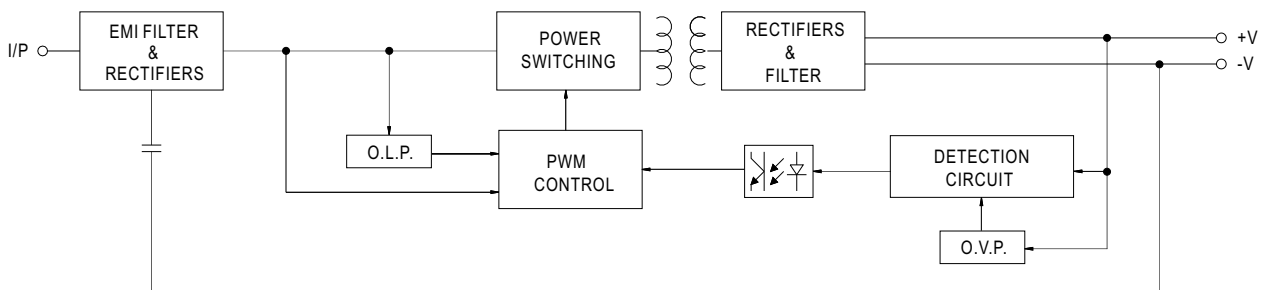 I/P
EMI FILTER
&
RECTIFIERS
POWER
SWITCHING
RECTIFIERS
&
FILTER
+V
-V
O.L.P.
PWM
CONTROL
DETECTION
CIRCUIT
O.V.P.